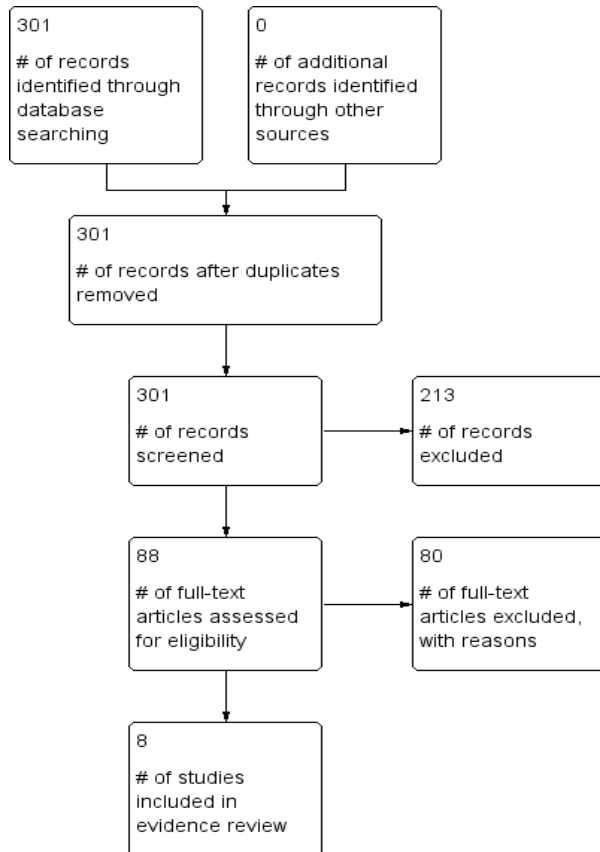 301
# of records
identified through
database
searching
0
# of additional
records identified
through other
sources
301
# of records after duplicates
removed
301
# of records
screened
213
# of records
excluded
88
# of full-text
articles assessed
for eligibility
80
# of full-text
articles excluded,
with reasons
8
# of studies
included in
evidence review